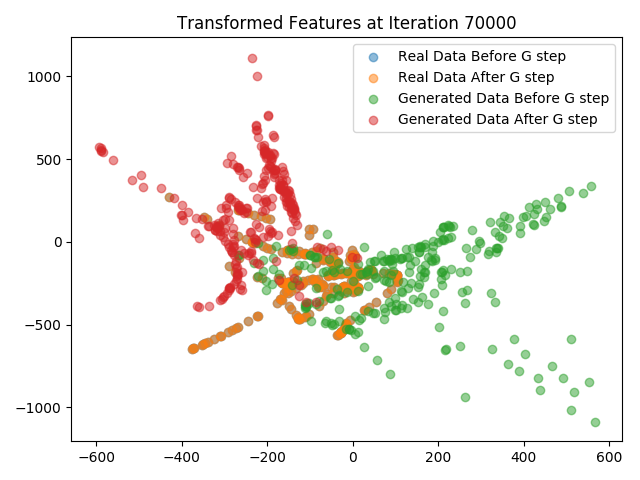 Transformed Features at Iteration 70000
Real Data Before G step
Real Data After G step
Generated Data Before G step
Generated Data After G step
1000
500
0
−500
−1000
−600 −400 −200 0 200 400 600